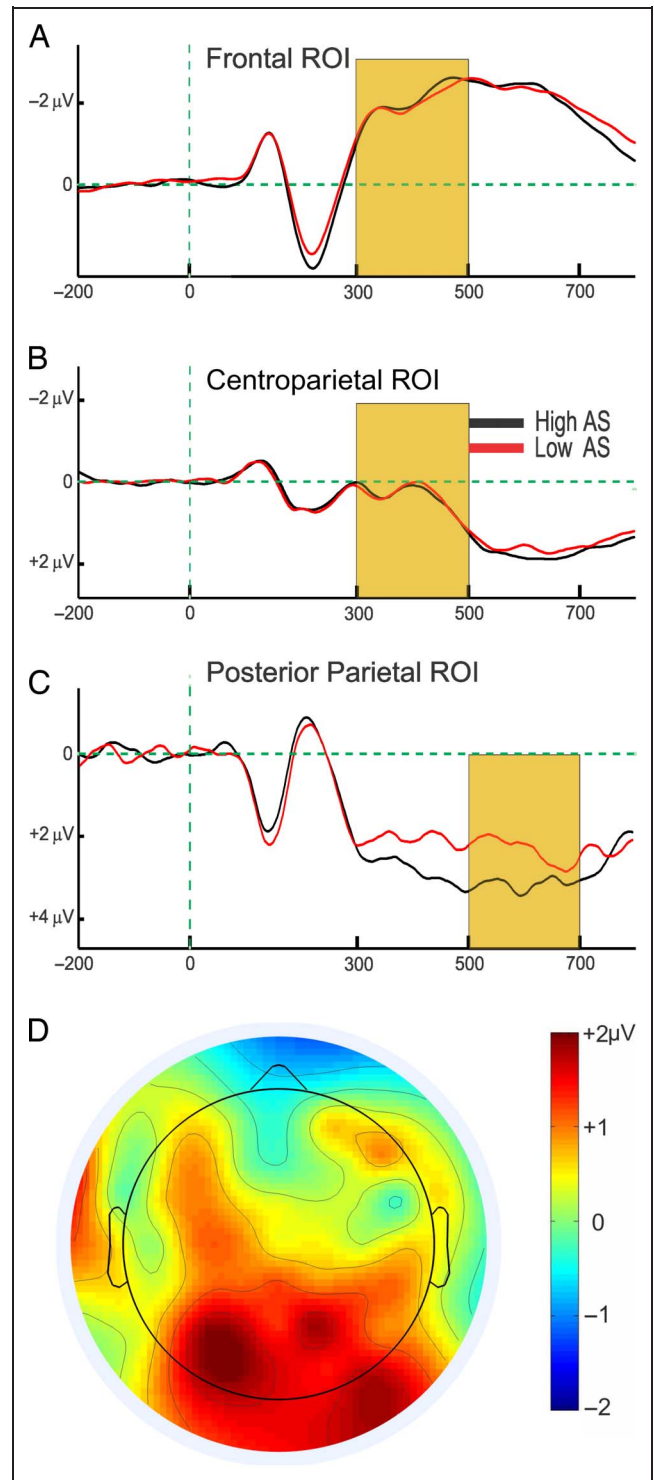 A
Frontal ROI
−2 µV
0
−200 0 300 500 700
B
Centroparietal ROI
−2 µV
High AS
Low AS
0
+2 µV
−200 0 300 500 700
C
Posterior Parietal ROI
0
+2 µV
+4 µV
−200 0 300 500 700
D
+2µV
+1
0
−1
−2